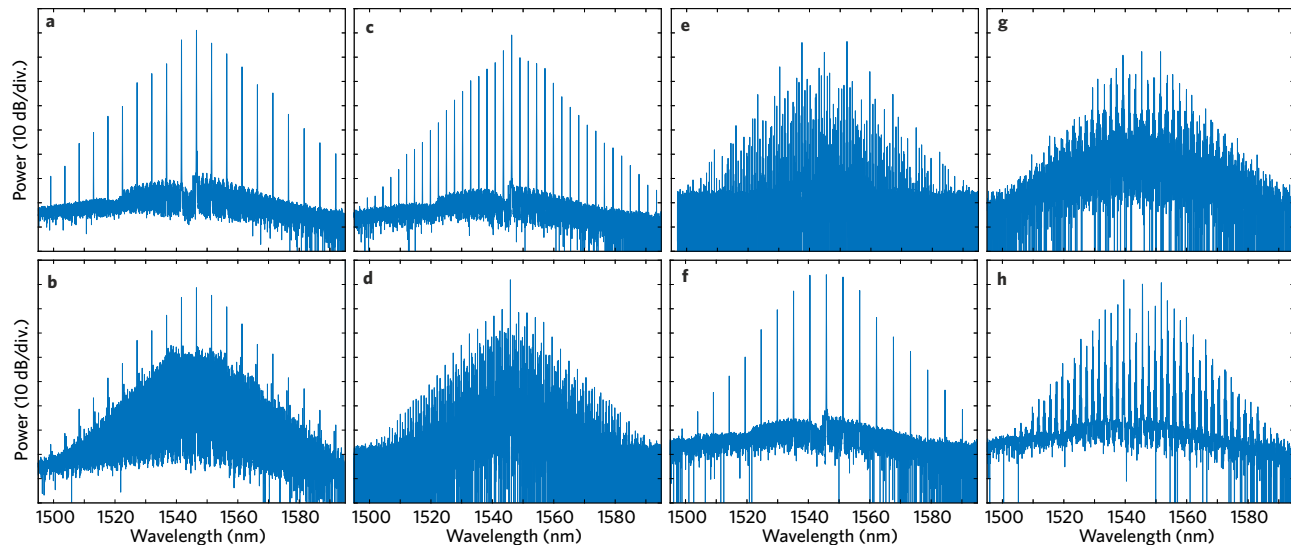 a
c
e
g
Power (10 dB/div.)
b
d
f
h
Power (10 dB/div.)
1500 1520 1540 1560 1580
1500 1520 1540 1560 1580
1500 1520 1540 1560 1580
1500 1520 1540 1560 1580
Wavelength (nm)
Wavelength (nm)
Wavelength (nm)
Wavelength (nm)